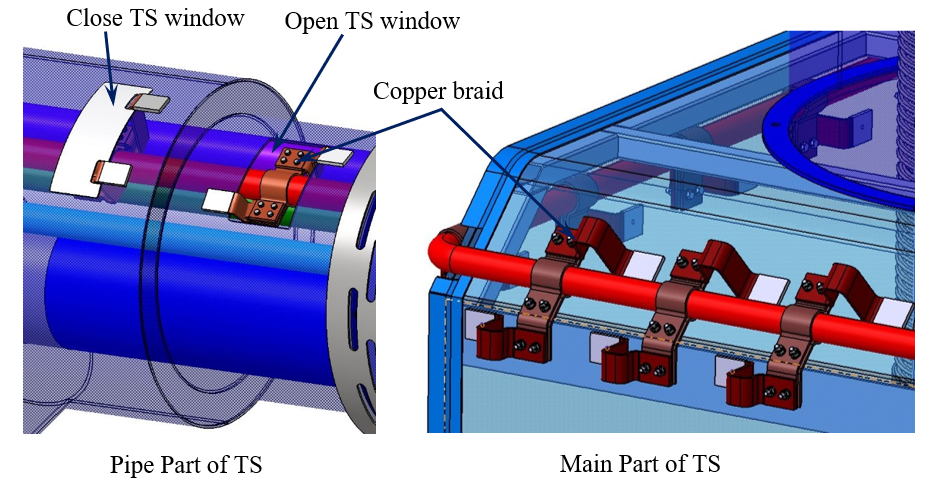 Close TS window
Open TS window
Copper braid
Pipe Part of TS
Main Part of TS